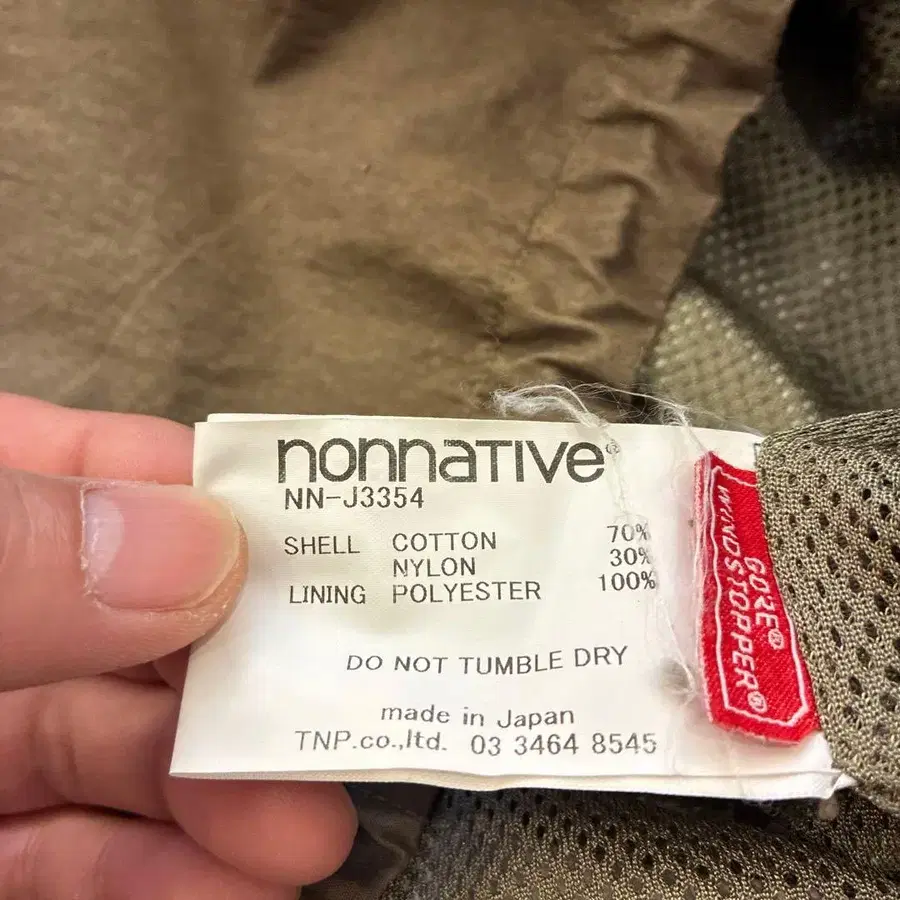 nonnative®
NN-J3354
SHELL COTTON 70%
NYLON 30%
LINING POLYESTER 100%
DO NOT TUMBLE DRY
made in Japan
TNP.co.,ltd. 03 3464 8545
GORE®
WINDSTOPPER®